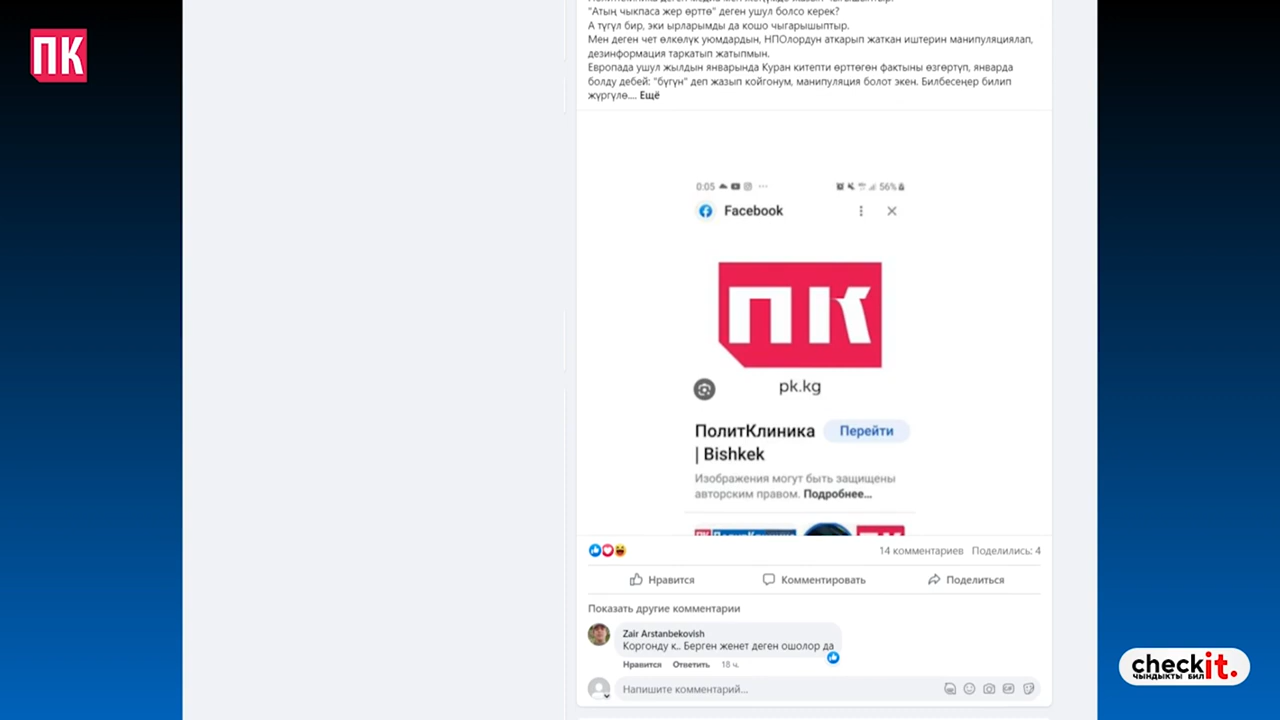 ПК
"Атың чыкпаса жер өрттө" деген ушул болсо керек?
А түгүл бир, эки ырларымды да кошо чыгарышыптыр.
Мен деген чет өлкөлүк уюмдардын, НПОлордун аткарып жаткан иштерин манипуляциялап,
дезинформация таркатып жатыпмын.
Европада ушул жылдын январында Куран китепти өрттөгөн фактыны өзгөртүп, январда
болду дебей: "бүгүн" деп жазып койгонум, манипуляция болот экен. Билбесеңер билип
жүргүлө.... Ещё
0:05
56%
Facebook
ПК
pk.kg
ПолитКлиника
| Bishkek
Перейти
Изображения могут быть защищены
авторским правом. Подробнее...
14 комментариев Поделились: 4
Нравится Комментировать Поделиться
Показать другие комментарии
Zair Arstanbekovish
Коргонду к.. Берген женет деген ошолор да
Нравится Ответить 18 ч.
Напишите комментарий...
checkit.
ЧЫНДЫКТЫ БИЛ